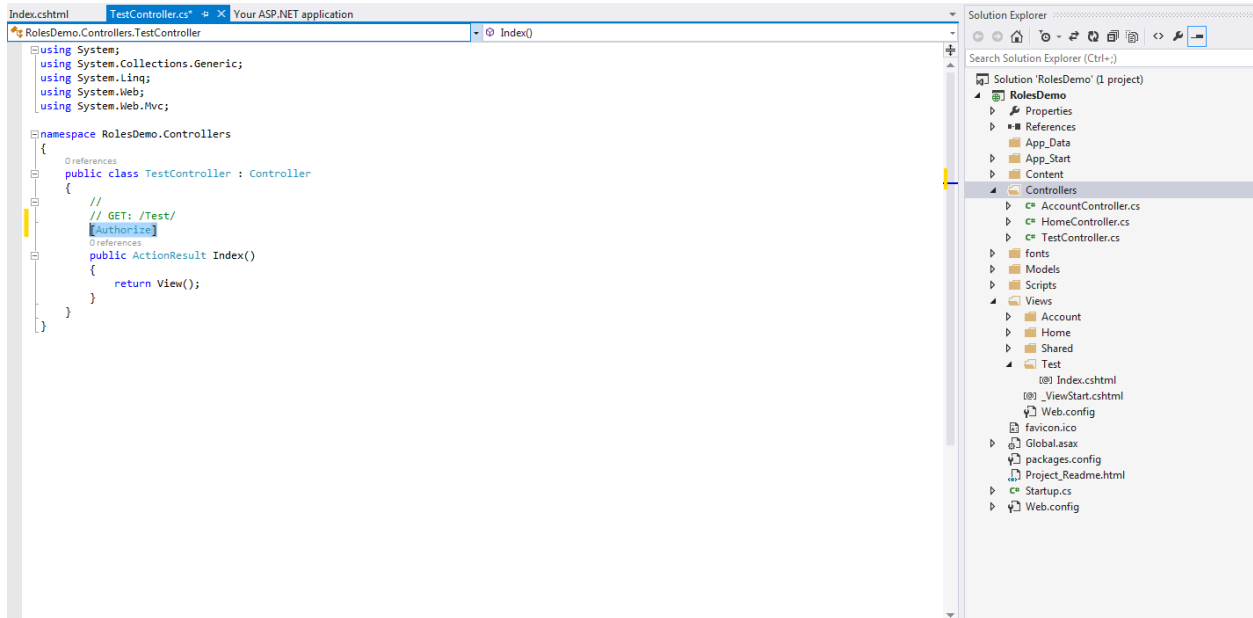 Index.cshtml TestController.cs* Your ASP.NET application
RolesDemo.Controllers.TestController Index()
using System;
using System.Collections.Generic;
using System.Linq;
using System.Web;
using System.Web.Mvc;
namespace RolesDemo.Controllers
{
0 references
public class TestController : Controller
{
//
// GET: /Test/
[Authorize]
0 references
public ActionResult Index()
{
return View();
}
}
}
Solution Explorer
Search Solution Explorer (Ctrl+;)
Solution 'RolesDemo' (1 project)
RolesDemo
Properties
References
App_Data
App_Start
Content
Controllers
C# AccountController.cs
C# HomeController.cs
C# TestController.cs
fonts
Models
Scripts
Views
Account
Home
Shared
Test
[@] Index.cshtml
[@] _ViewStart.cshtml
Web.config
favicon.ico
Global.asax
packages.config
Project_Readme.html
C# Startup.cs
Web.config